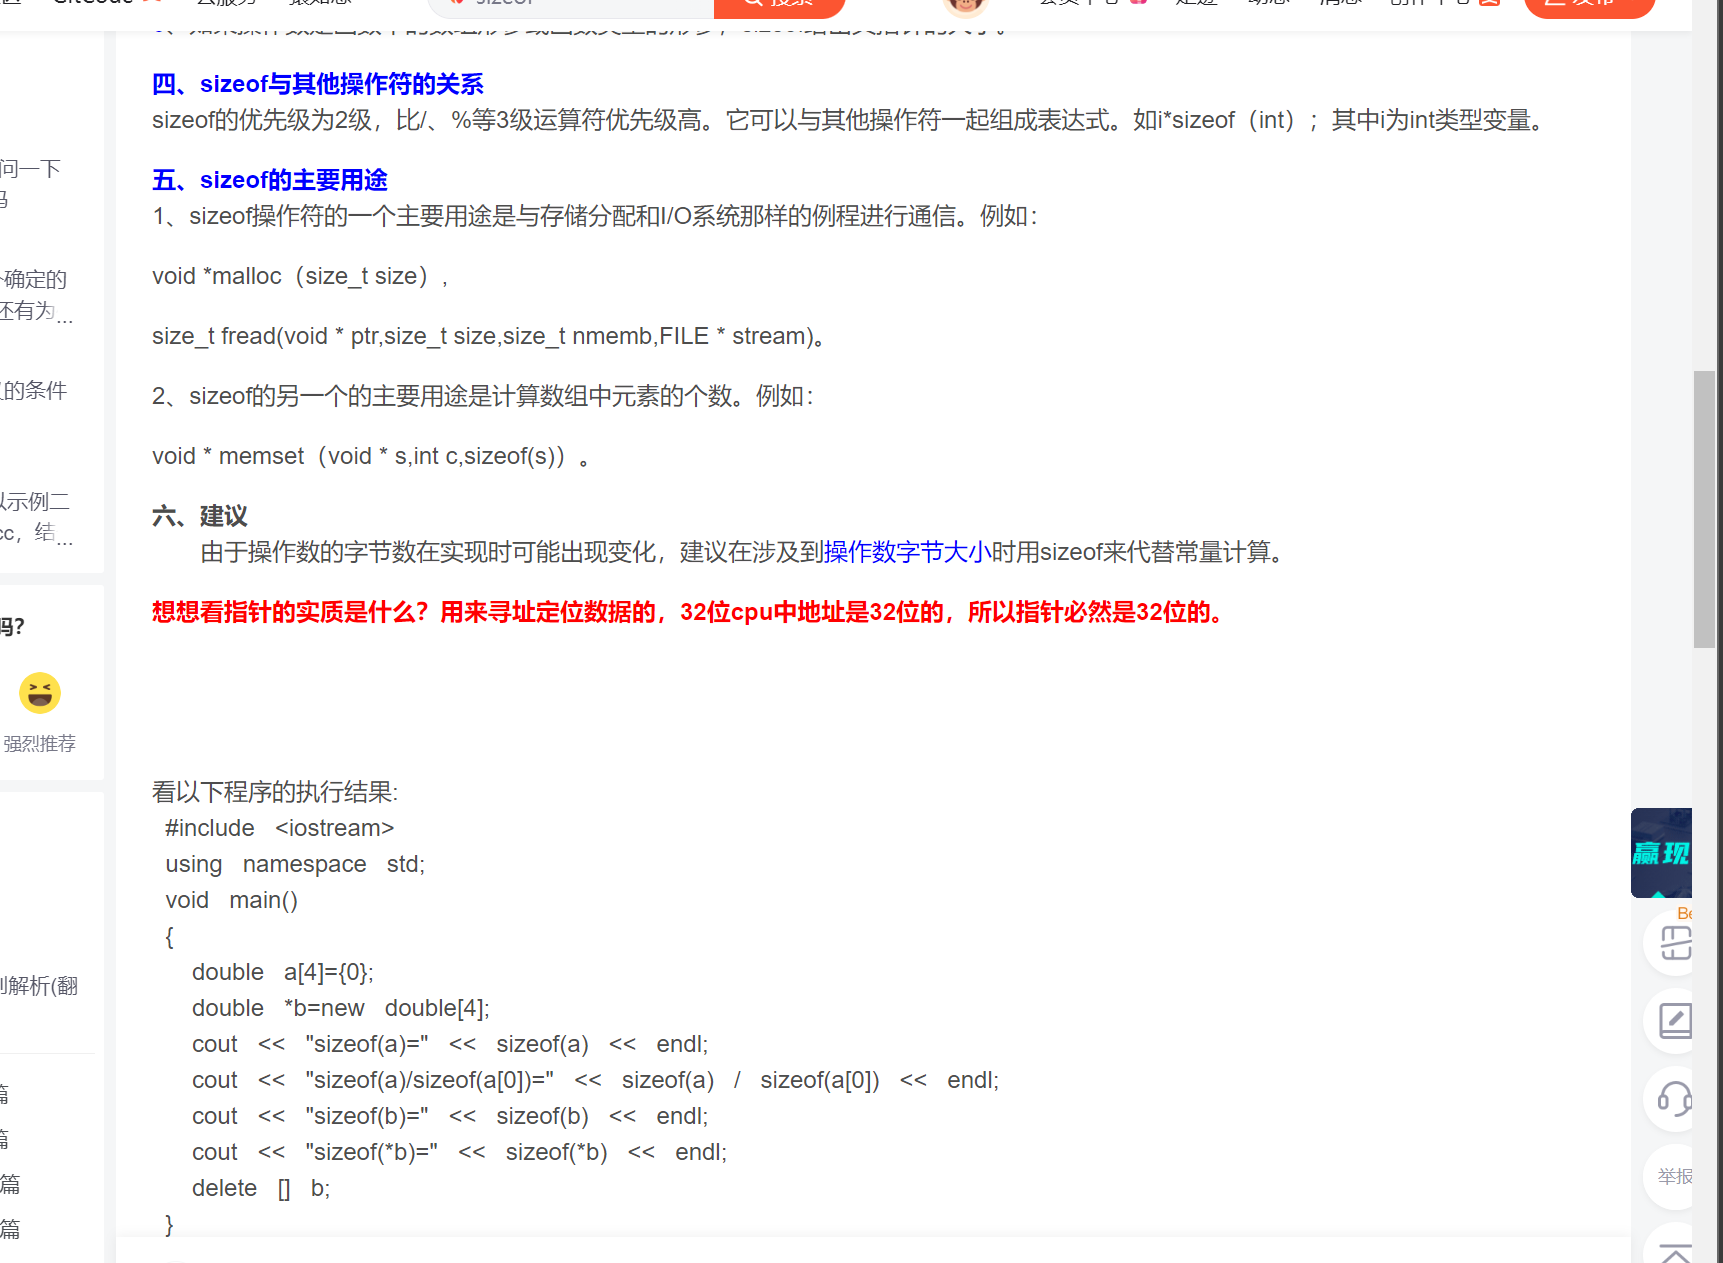 sizeof
四、sizeof与其他操作符的关系
sizeof的优先级为2级，比/、%等3级运算符优先级高。它可以与其他操作符一起组成表达式。如i*sizeof（int）；其中i为int类型变量。
五、sizeof的主要用途
1、sizeof操作符的一个主要用途是与存储分配和I/O系统那样的例程进行通信。例如：
void *malloc（size_t size）,
size_t fread(void * ptr,size_t size,size_t nmemb,FILE * stream)。
2、sizeof的另一个的主要用途是计算数组中元素的个数。例如：
void * memset（void * s,int c,sizeof(s)）。
六、建议
由于操作数的字节数在实现时可能出现变化，建议在涉及到操作数字节大小时用sizeof来代替常量计算。
想想看指针的实质是什么？用来寻址定位数据的，32位cpu中地址是32位的，所以指针必然是32位的。
看以下程序的执行结果:
#include <iostream>
using namespace std;
void main()
{
double a[4]={0};
double *b=new double[4];
cout << "sizeof(a)=" << sizeof(a) << endl;
cout << "sizeof(a)/sizeof(a[0])=" << sizeof(a) / sizeof(a[0]) << endl;
cout << "sizeof(b)=" << sizeof(b) << endl;
cout << "sizeof(*b)=" << sizeof(*b) << endl;
delete [] b;
}
问一下
吗
确定的
还有为...
的条件
以示例二
cc，结...
吗？
强烈推荐
解析(翻
篇
篇
篇
篇
赢现
Be
举报